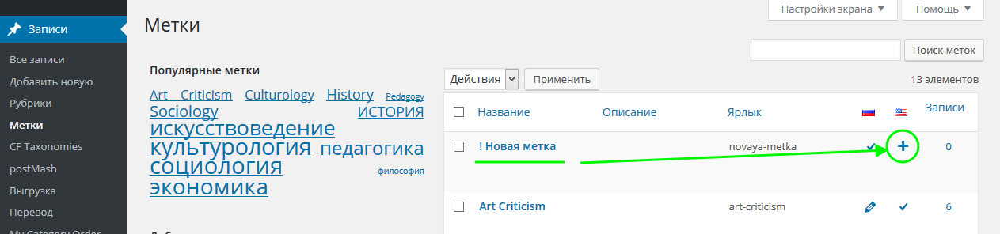 Настройки экрана
Помощь
Записи
Метки
Все записи
Добавить новую
Рубрики
Метки
CF Taxonomies
postMash
Выгрузка
Перевод
My Category Order
Популярные метки
Art Criticism Culturology History Pedagogy
Sociology ИСТОРИЯ
искусствоведение
культурология педагогика
социология философия
экономика
Поиск меток
Действия
Применить
13 элементов
Название Описание Ярлык Записи
! Новая метка novaya-metka 0
Art Criticism art-criticism 6